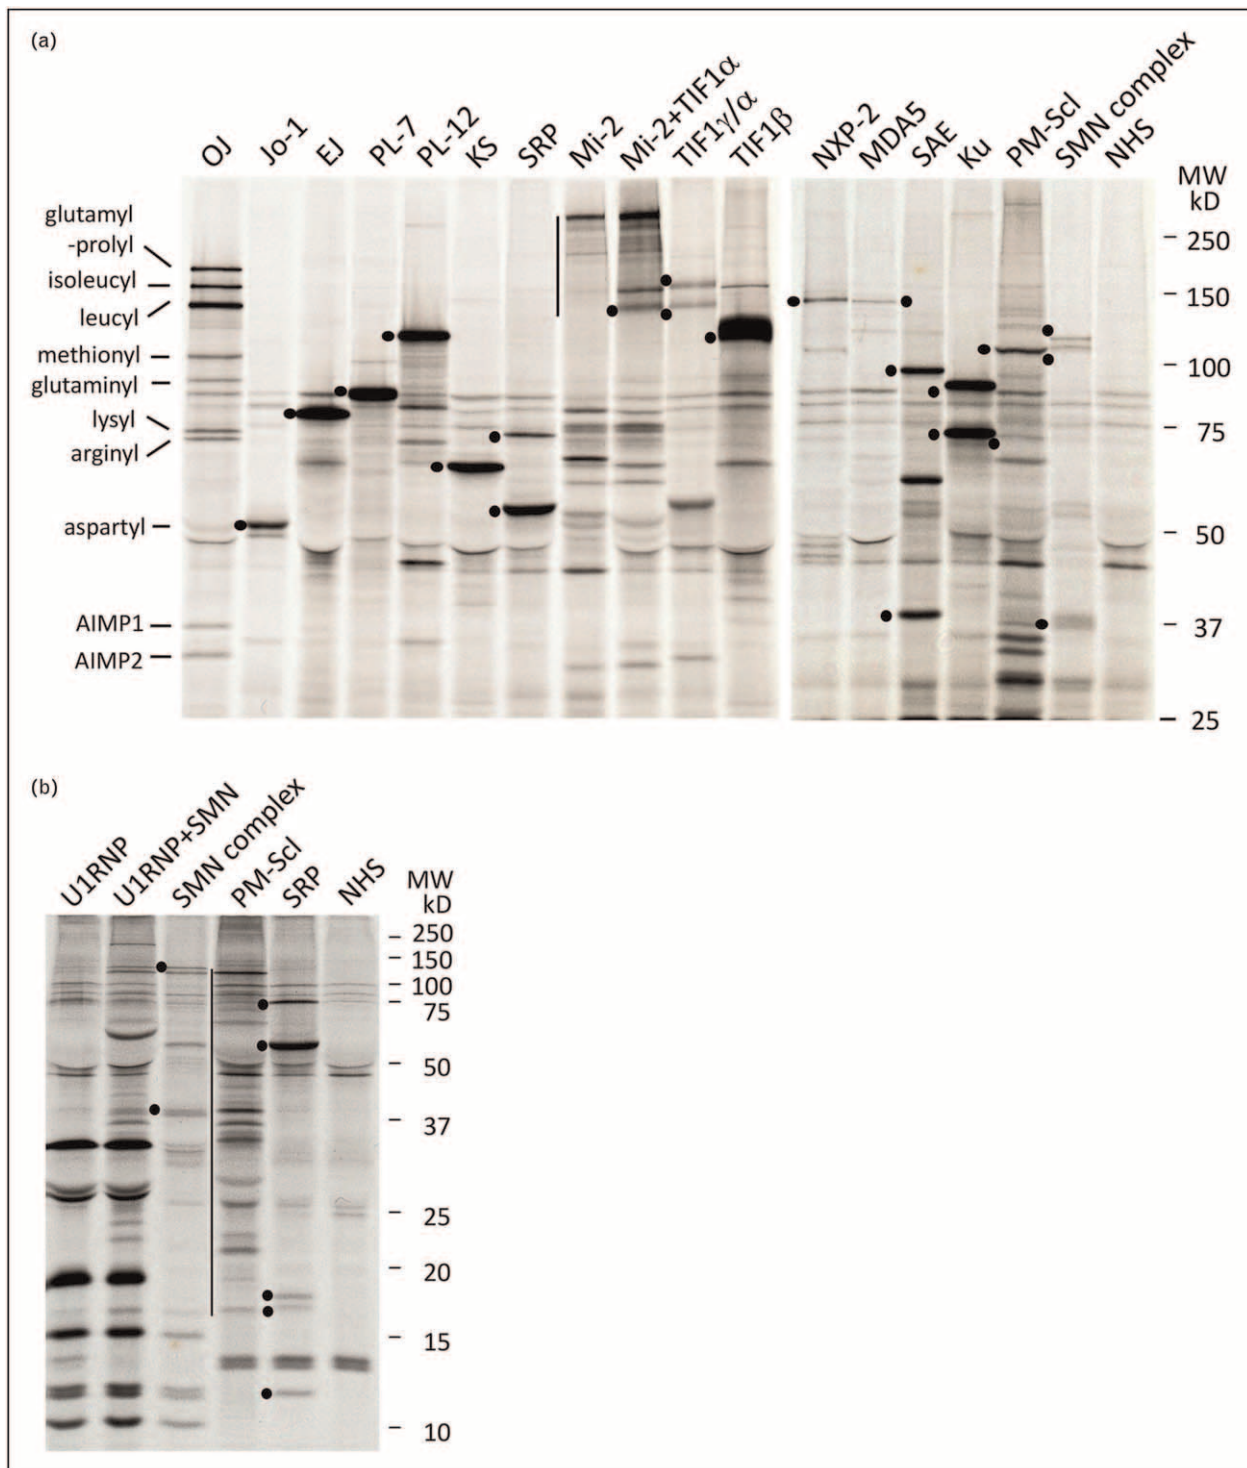 (a)
OJ
Jo-1
EJ
PL-7
PL-12
KS
SRP
Mi-2
Mi-2+TIF1α
TIF1γ/α
TIF1β
NXP-2
MDA5
SAE
Ku
PM-Scl
SMN complex
NHS
MW
kD
glutamyl
-prolyl
isoleucyl
leucyl
methionyl
glutaminyl
lysyl
arginyl
aspartyl
AIMP1
AIMP2
250
150
100
75
50
37
25
(b)
U1RNP
U1RNP+SMN
SMN complex
PM-Scl
SRP
NHS
MW
kD
250
150
100
75
50
37
25
20
15
10